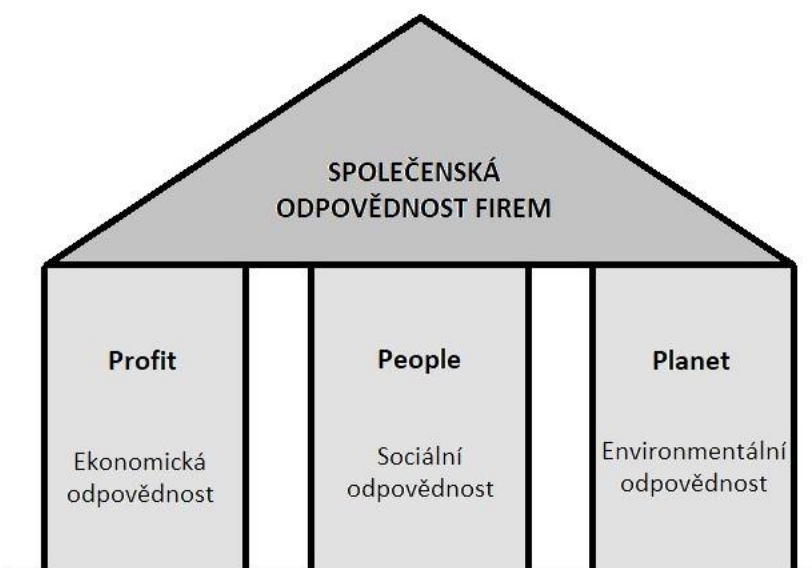 SPOLEČENSKÁ
ODPOVĚDNOST FIREM
Profit
Ekonomická
odpovědnost
People
Sociální
odpovědnost
Planet
Environmentální
odpovědnost